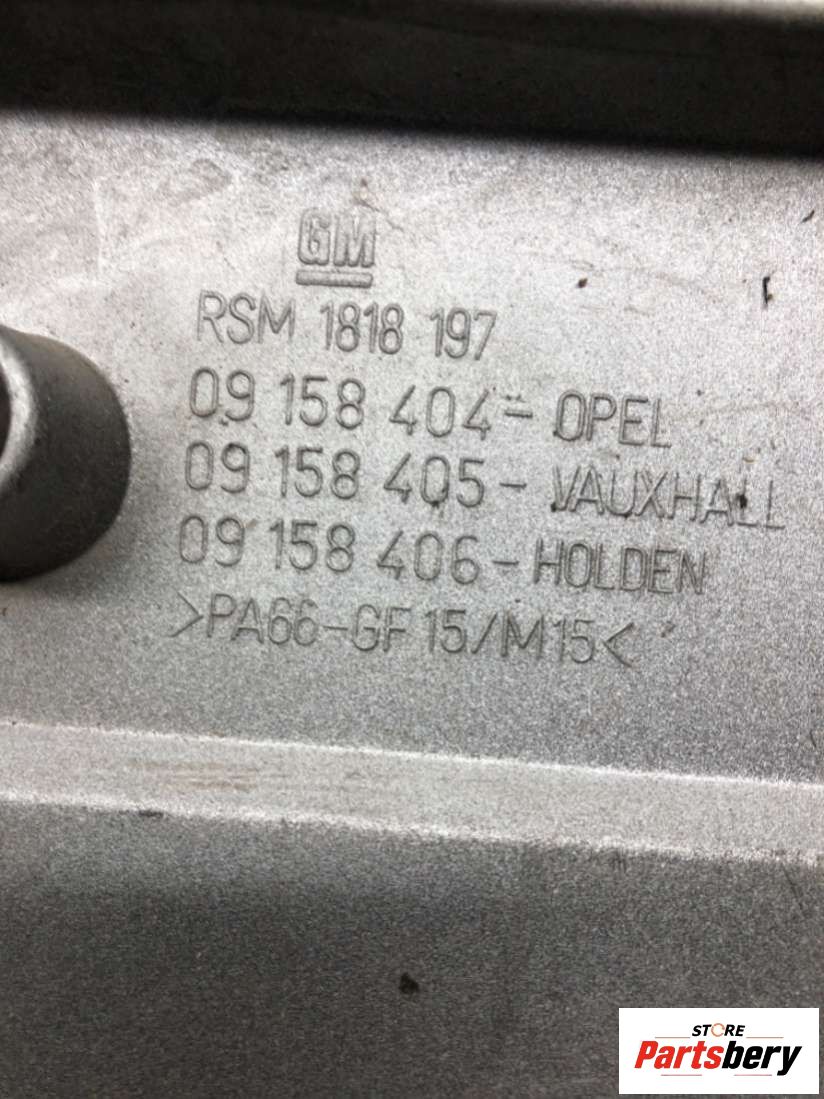 GM
RSM 1818 197
09 158 404-OPEL
09 158 405-VAUXHALL
09 158 406-HOLDEN
>PA66-GF15/M15<
STORE
Partsbery